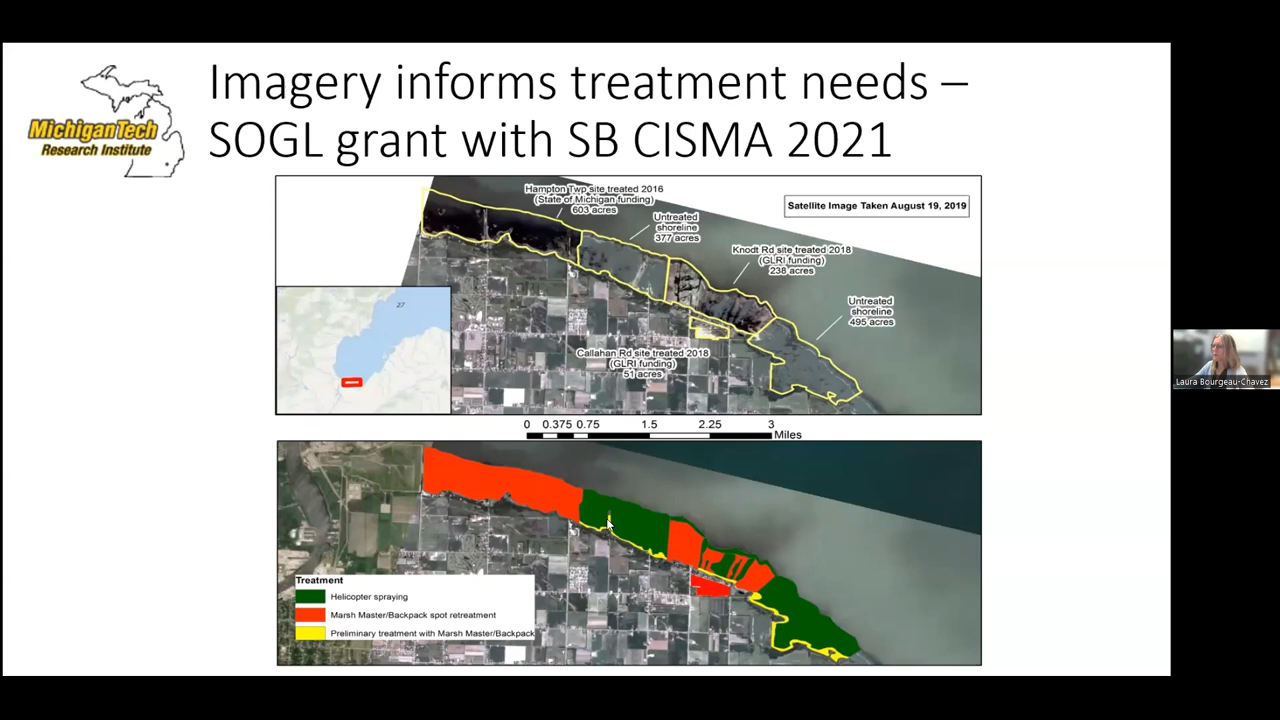 Imagery informs treatment needs –
SOGL grant with SB CISMA 2021
MichiganTech
Research Institute
Hampton Twp site treated 2016
(State of Michigan funding)
603 acres
Untreated
shoreline
377 acres
Satellite Image Taken August 19, 2019
Knodt Rd site treated 2018
(GLRI funding)
238 acres
Untreated
shoreline
495 acres
27
Callahan Rd site treated 2018
(GLRI funding)
51 acres
0 0.375 0.75 1.5 2.25 3
Miles
Treatment
Helicopter spraying
Marsh Master/Backpack spot retreatment
Preliminary treatment with Marsh Master/Backpack
Laura Bourgeau-Chavez